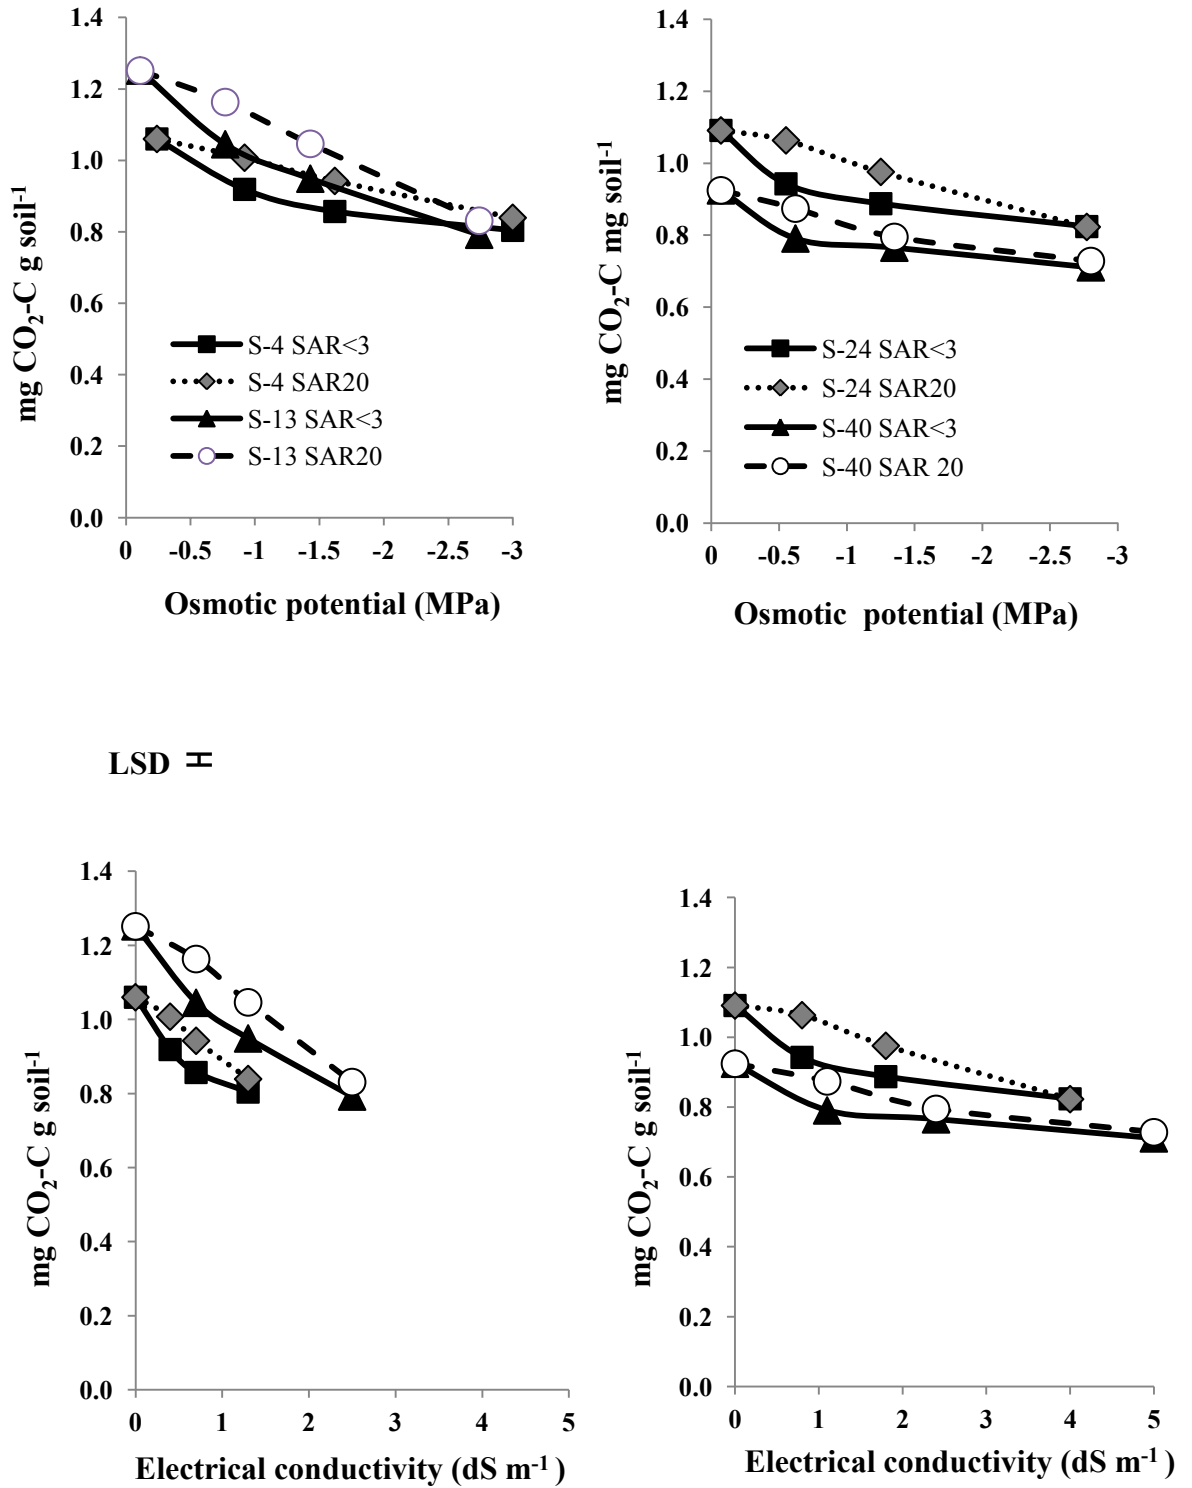 1.4
1.2
1.0
0.8
0.6
0.4
0.2
0.0
mg CO₂-C g soil⁻¹
S-4 SAR<3
S-4 SAR20
S-13 SAR<3
S-13 SAR20
0 -0.5 -1 -1.5 -2 -2.5 -3
Osmotic potential (MPa)
1.4
1.2
1.0
0.8
0.6
0.4
0.2
0.0
mg CO₂-C mg soil⁻¹
S-24 SAR<3
S-24 SAR20
S-40 SAR<3
S-40 SAR 20
0 -0.5 -1 -1.5 -2 -2.5 -3
Osmotic potential (MPa)
LSD
1.4
1.2
1.0
0.8
0.6
0.4
0.2
0.0
mg CO₂-C g soil⁻¹
0 1 2 3 4 5
Electrical conductivity (dS m⁻¹ )
1.4
1.2
1.0
0.8
0.6
0.4
0.2
0.0
mg CO₂-C g soil⁻¹
0 1 2 3 4 5
Electrical conductivity (dS m⁻¹ )